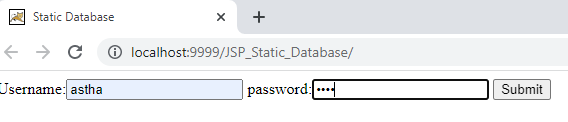 Static Database
localhost:9999/JSP_Static_Database/
Username: astha password: •••• Submit